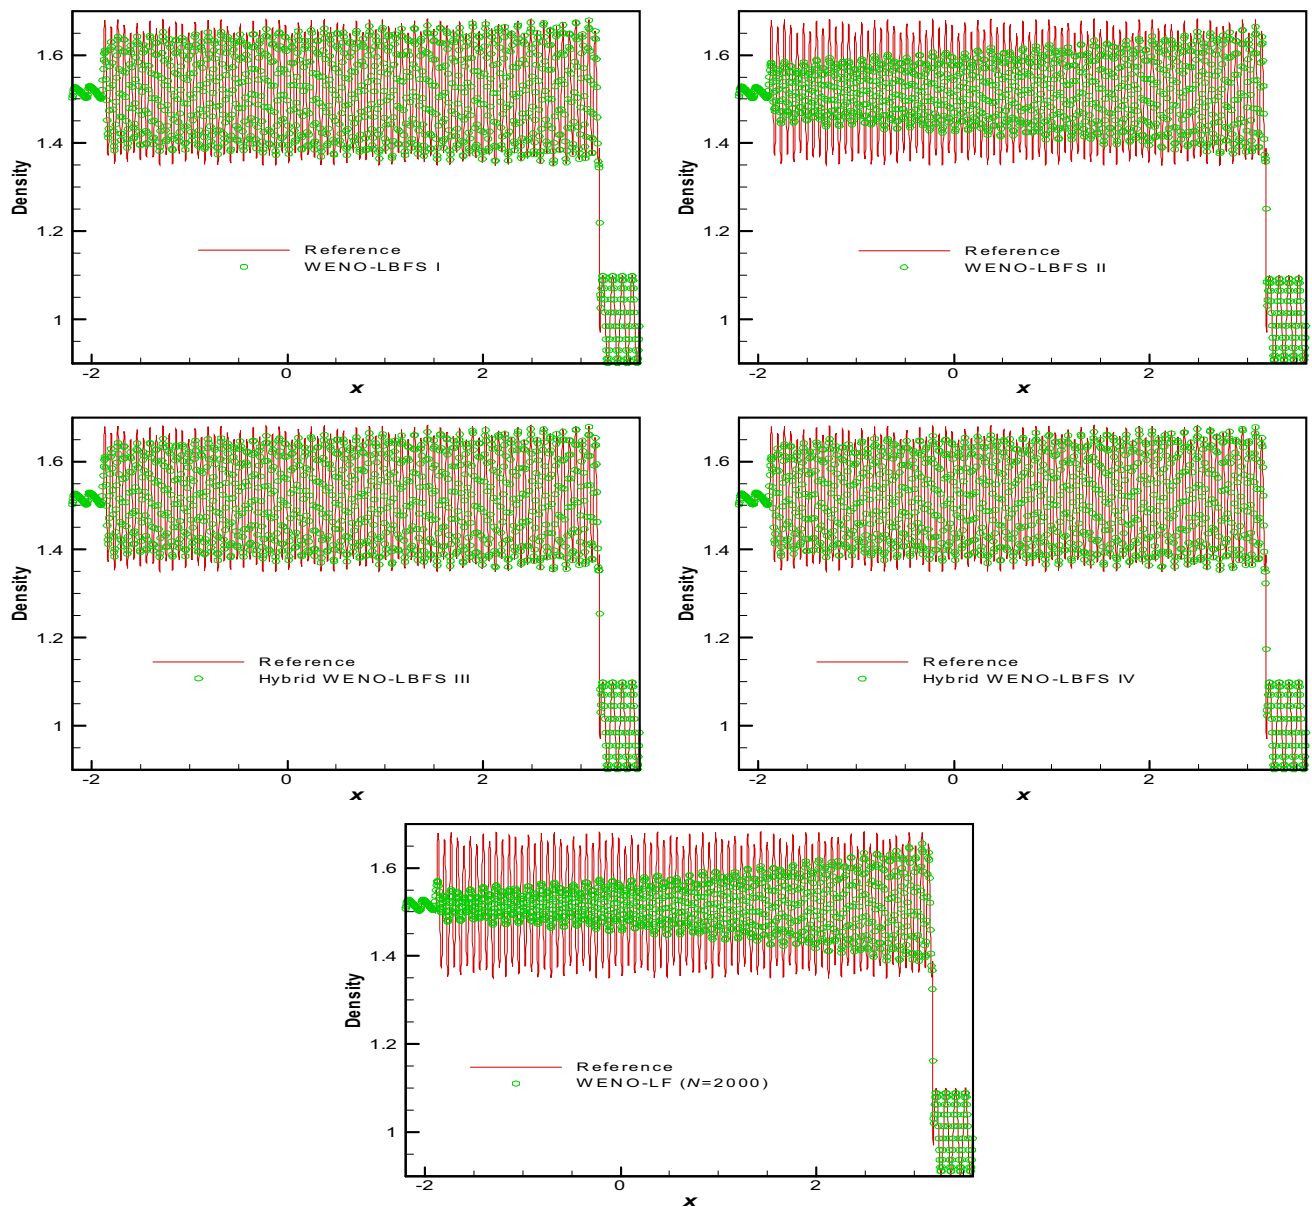 1.6
1.4
1.2
1
Density
Reference
WENO-LBFS I
-2 0 2
x
1.6
1.4
1.2
1
Density
Reference
WENO-LBFS II
-2 0 2
x
1.6
1.4
1.2
1
Density
Reference
Hybrid WENO-LBFS III
-2 0 2
x
1.6
1.4
1.2
1
Density
Reference
Hybrid WENO-LBFS IV
-2 0 2
x
1.6
1.4
1.2
1
Density
Reference
WENO-LF (N=2000)
-2 0 2
x